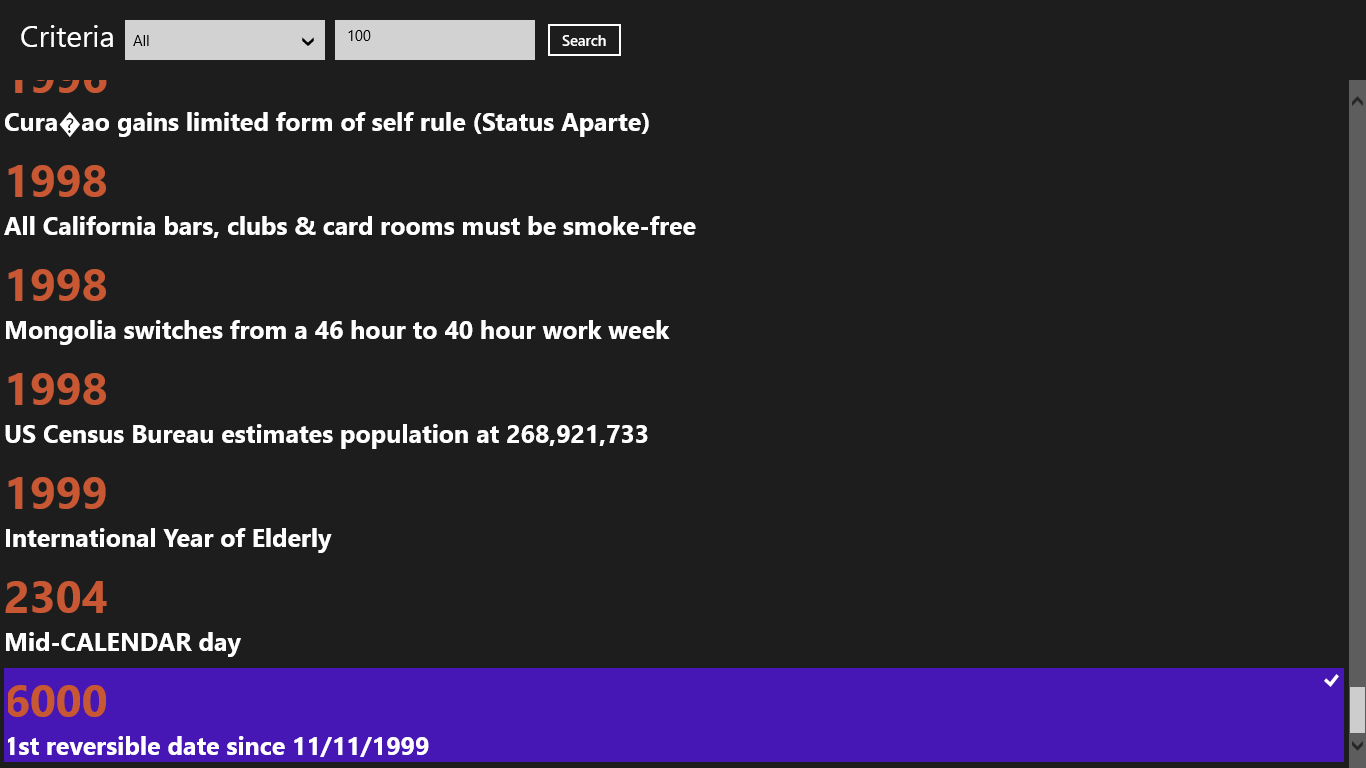 Criteria All 100 Search
1998
Cura�ao gains limited form of self rule (Status Aparte)
1998
All California bars, clubs & card rooms must be smoke-free
1998
Mongolia switches from a 46 hour to 40 hour work week
1998
US Census Bureau estimates population at 268,921,733
1999
International Year of Elderly
2304
Mid-CALENDAR day
6000
1st reversible date since 11/11/1999